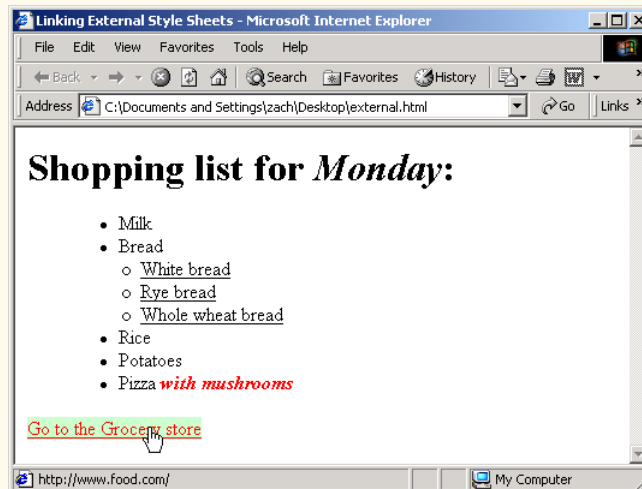 Linking External Style Sheets - Microsoft Internet Explorer
File Edit View Favorites Tools Help
Back Search Favorites History
Address C:\Documents and Settings\zach\Desktop\external.html Go Links
Shopping list for Monday:
Milk
Bread
White bread
Rye bread
Whole wheat bread
Rice
Potatoes
Pizza with mushrooms
Go to the Grocery store
http://www.food.com/ My Computer